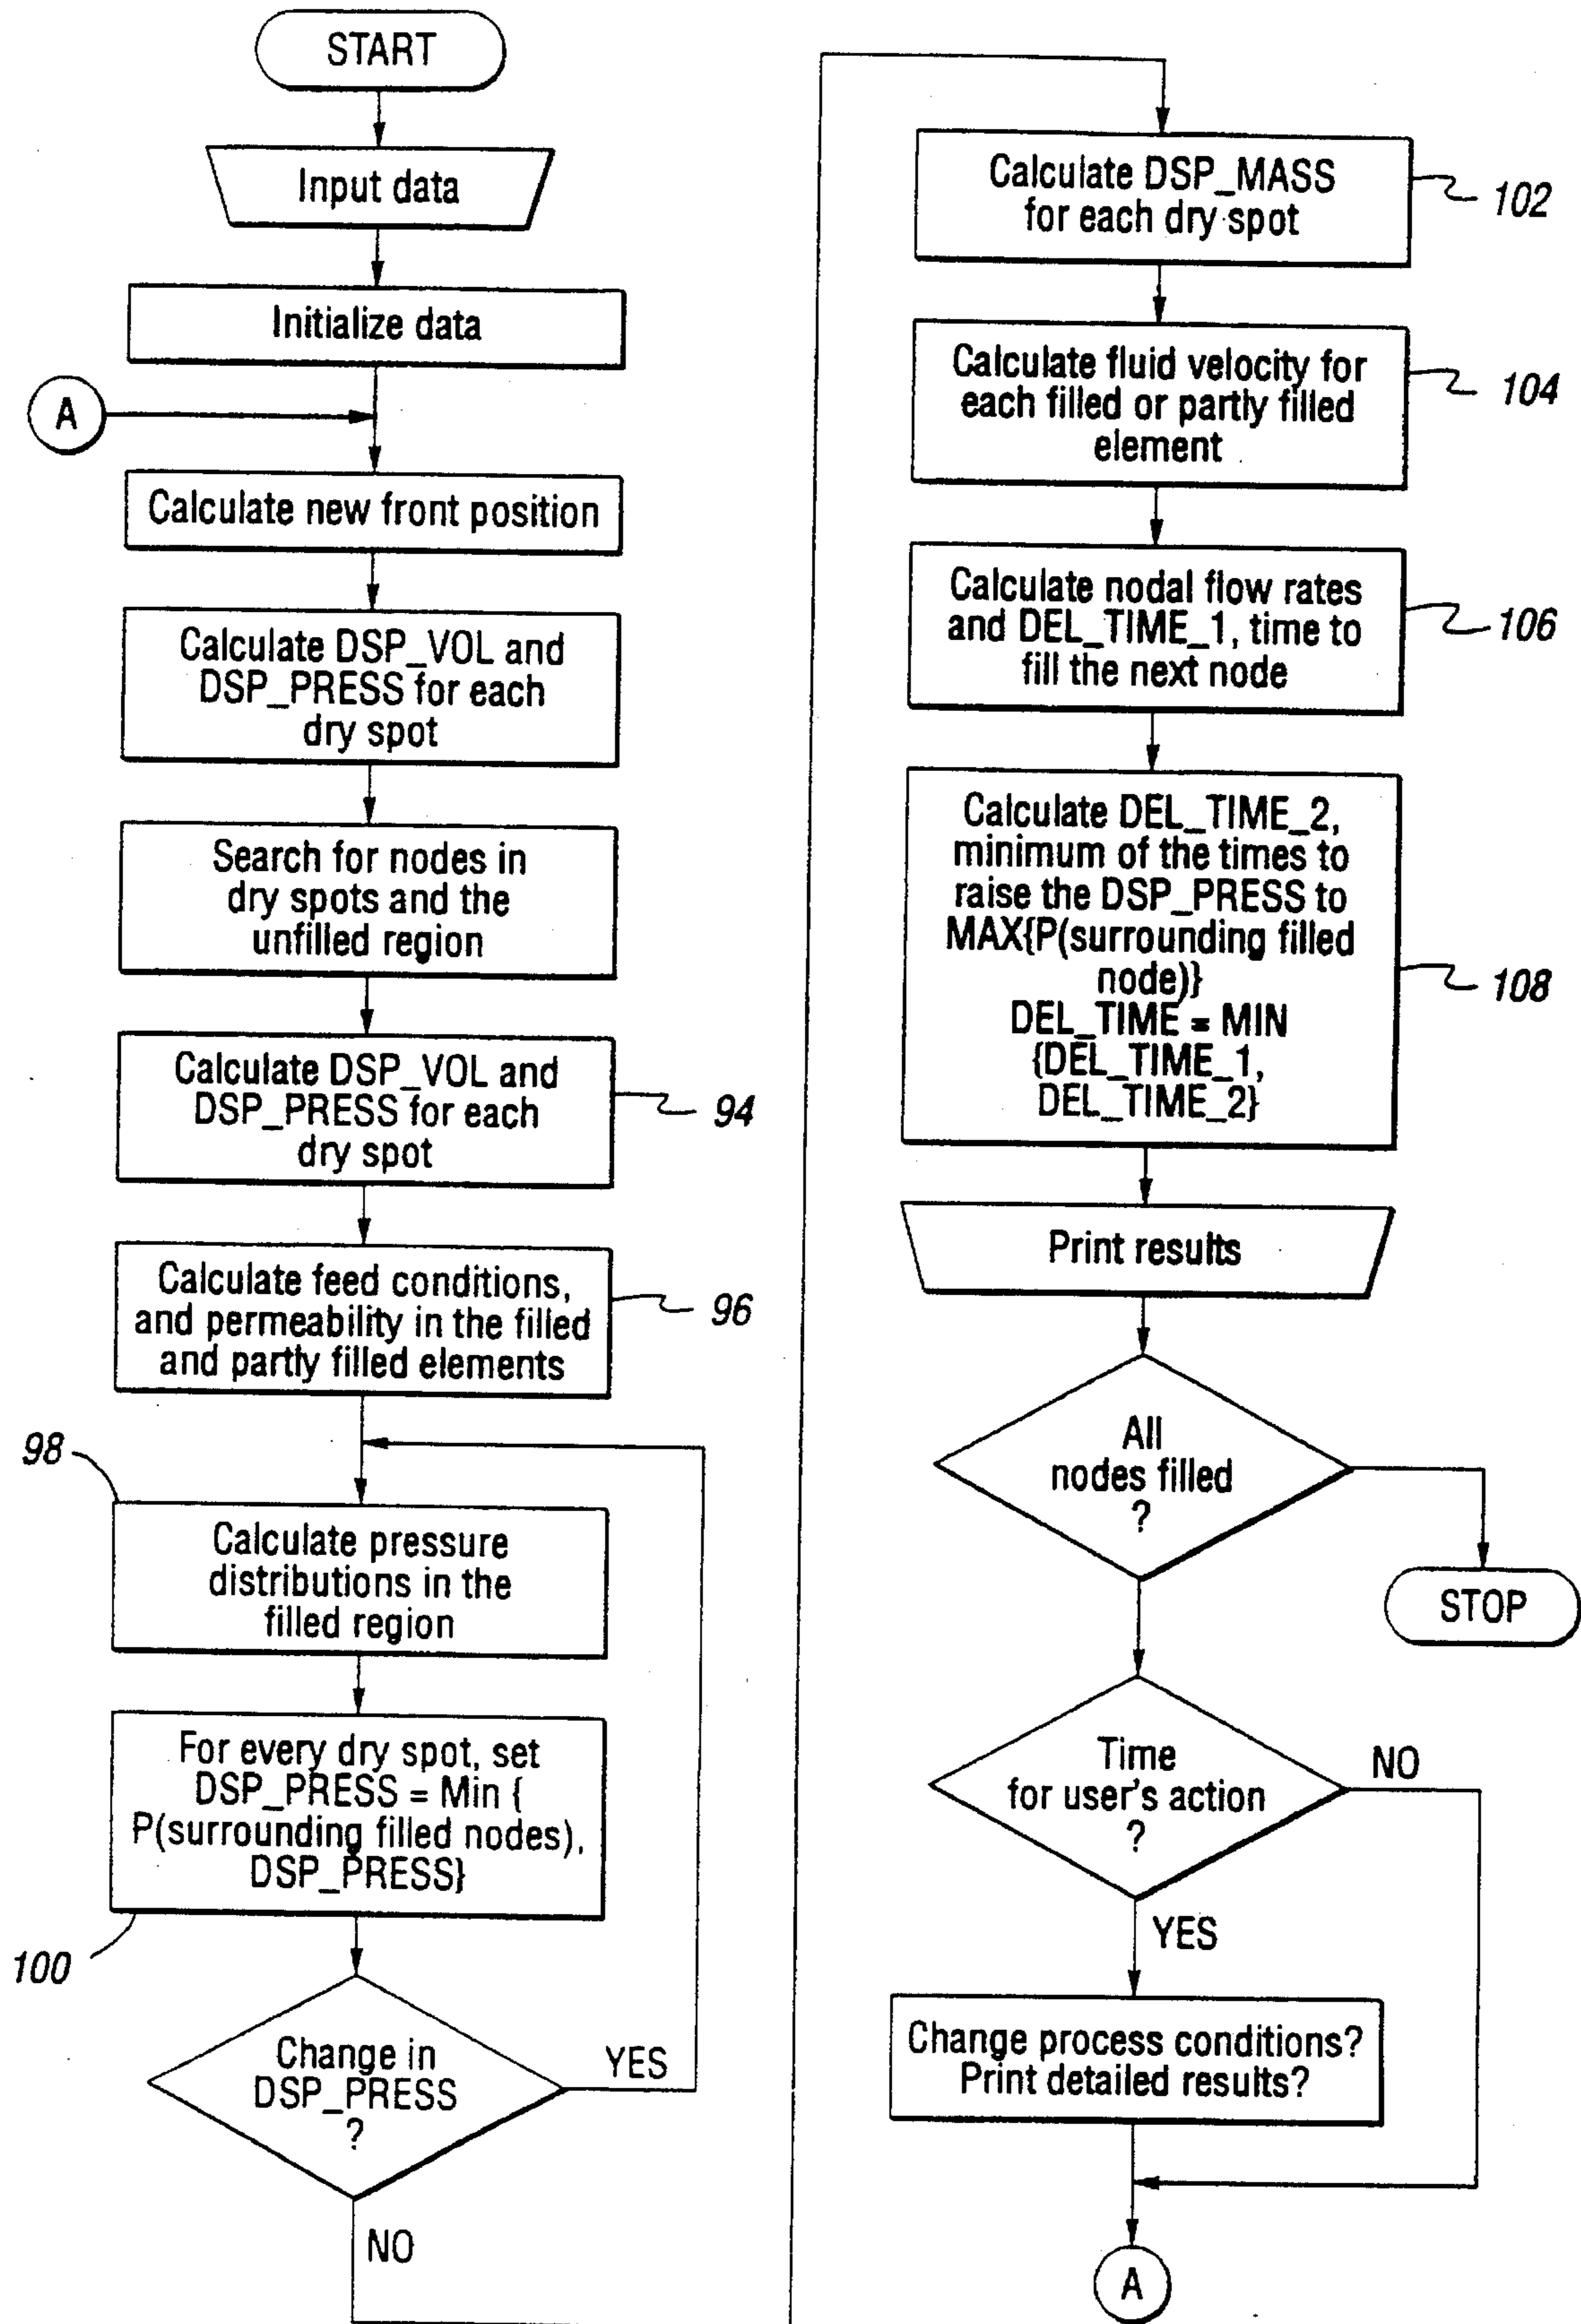 START
Input data
Initialize data
A
Calculate new front position
Calculate DSP_VOL and
DSP_PRESS for each
dry spot
Search for nodes in
dry spots and the
unfilled region
Calculate DSP_VOL and
DSP_PRESS for each
dry spot
94
Calculate feed conditions,
and permeability in the filled
and partly filled elements
96
98
Calculate pressure
distributions in the
filled region
For every dry spot, set
DSP_PRESS = Min {
P(surrounding filled nodes),
DSP_PRESS}
100
Change in
DSP_PRESS
?
YES
NO
Calculate DSP_MASS
for each dry spot
102
Calculate fluid velocity for
each filled or partly filled
element
104
Calculate nodal flow rates
and DEL_TIME_1, time to
fill the next node
106
Calculate DEL_TIME_2,
minimum of the times to
raise the DSP_PRESS to
MAX{P(surrounding filled
node)}
DEL_TIME = MIN
{DEL_TIME_1,
DEL_TIME_2}
108
Print results
All
nodes filled
?
STOP
Time
for user's action
?
NO
YES
Change process conditions?
Print detailed results?
A